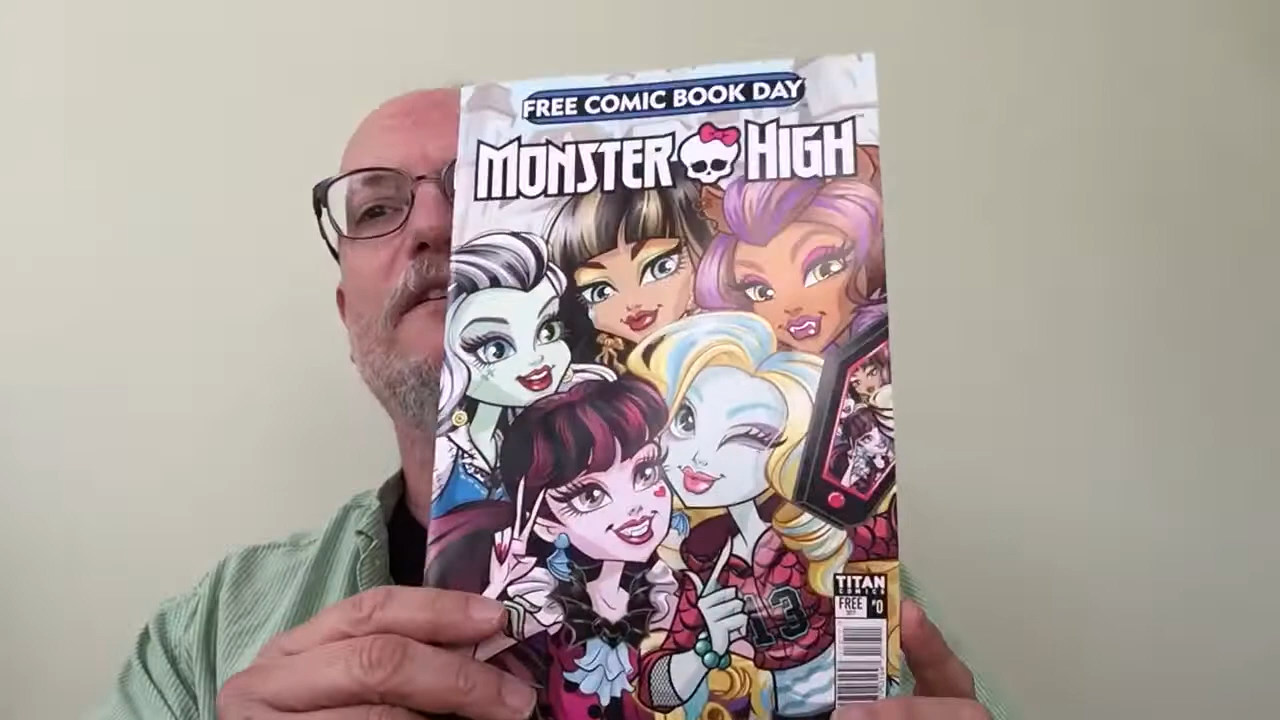 FREE COMIC BOOK DAY
MONSTER HIGH
13
TITAN
COMICS
FREE
#0